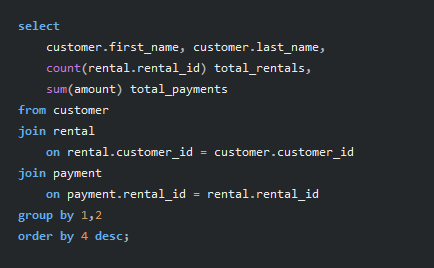 select
customer.first_name, customer.last_name,
count(rental.rental_id) total_rentals,
sum(amount) total_payments
from customer
join rental
on rental.customer_id = customer.customer_id
join payment
on payment.rental_id = rental.rental_id
group by 1,2
order by 4 desc;